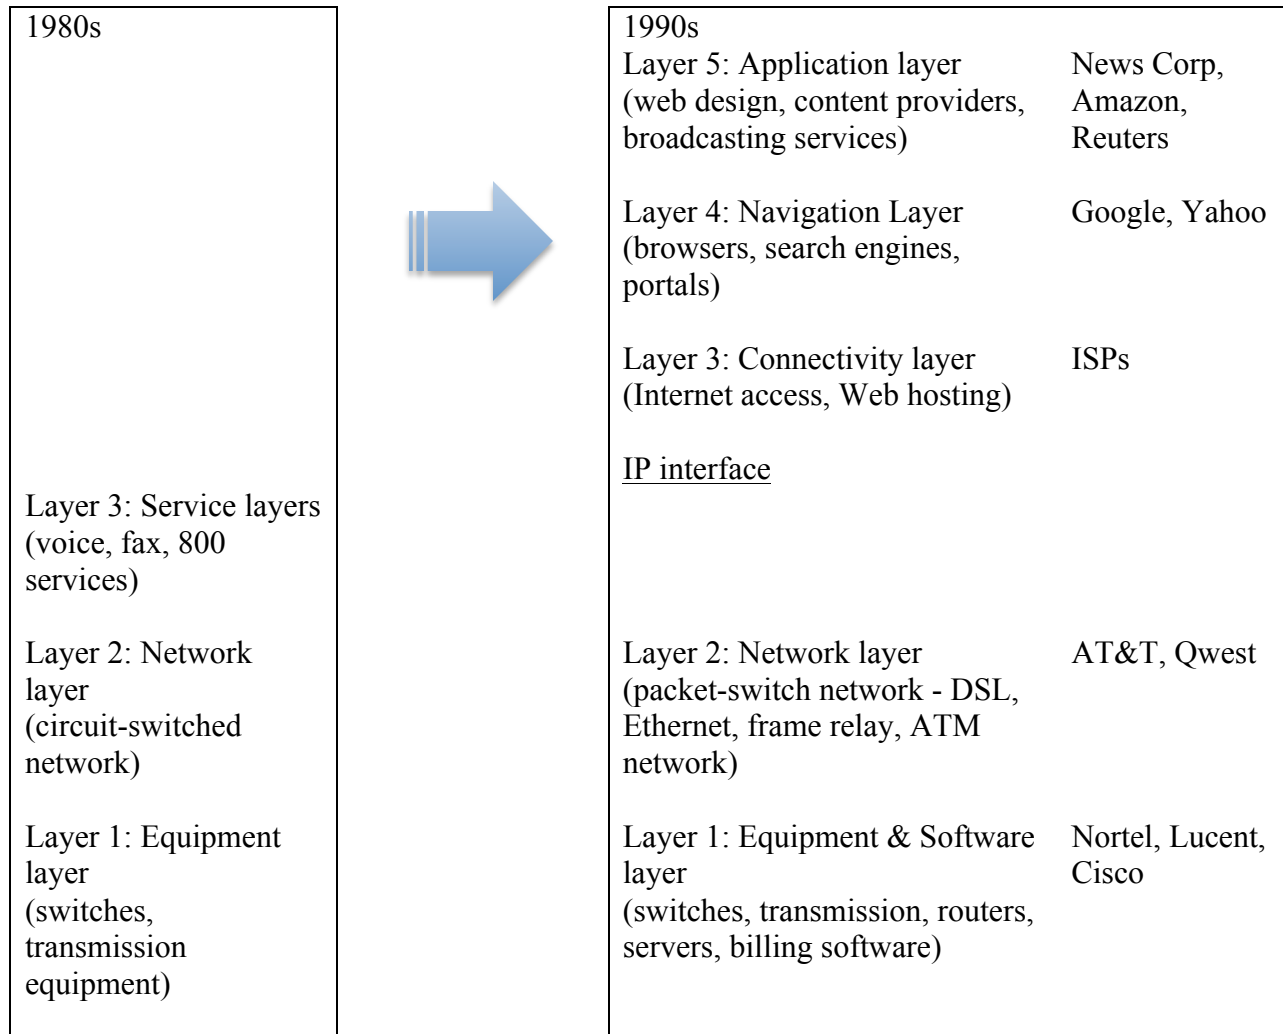 1980s
Layer 3: Service layers
(voice, fax, 800
services)
Layer 2: Network
layer
(circuit-switched
network)
Layer 1: Equipment
layer
(switches,
transmission
equipment)
1990s
Layer 5: Application layer
(web design, content providers,
broadcasting services)
News Corp,
Amazon,
Reuters
Layer 4: Navigation Layer
(browsers, search engines,
portals)
Google, Yahoo
Layer 3: Connectivity layer
(Internet access, Web hosting)
ISPs
IP interface
Layer 2: Network layer
(packet-switch network - DSL,
Ethernet, frame relay, ATM
network)
AT&T, Qwest
Layer 1: Equipment & Software
layer
(switches, transmission, routers,
servers, billing software)
Nortel, Lucent,
Cisco